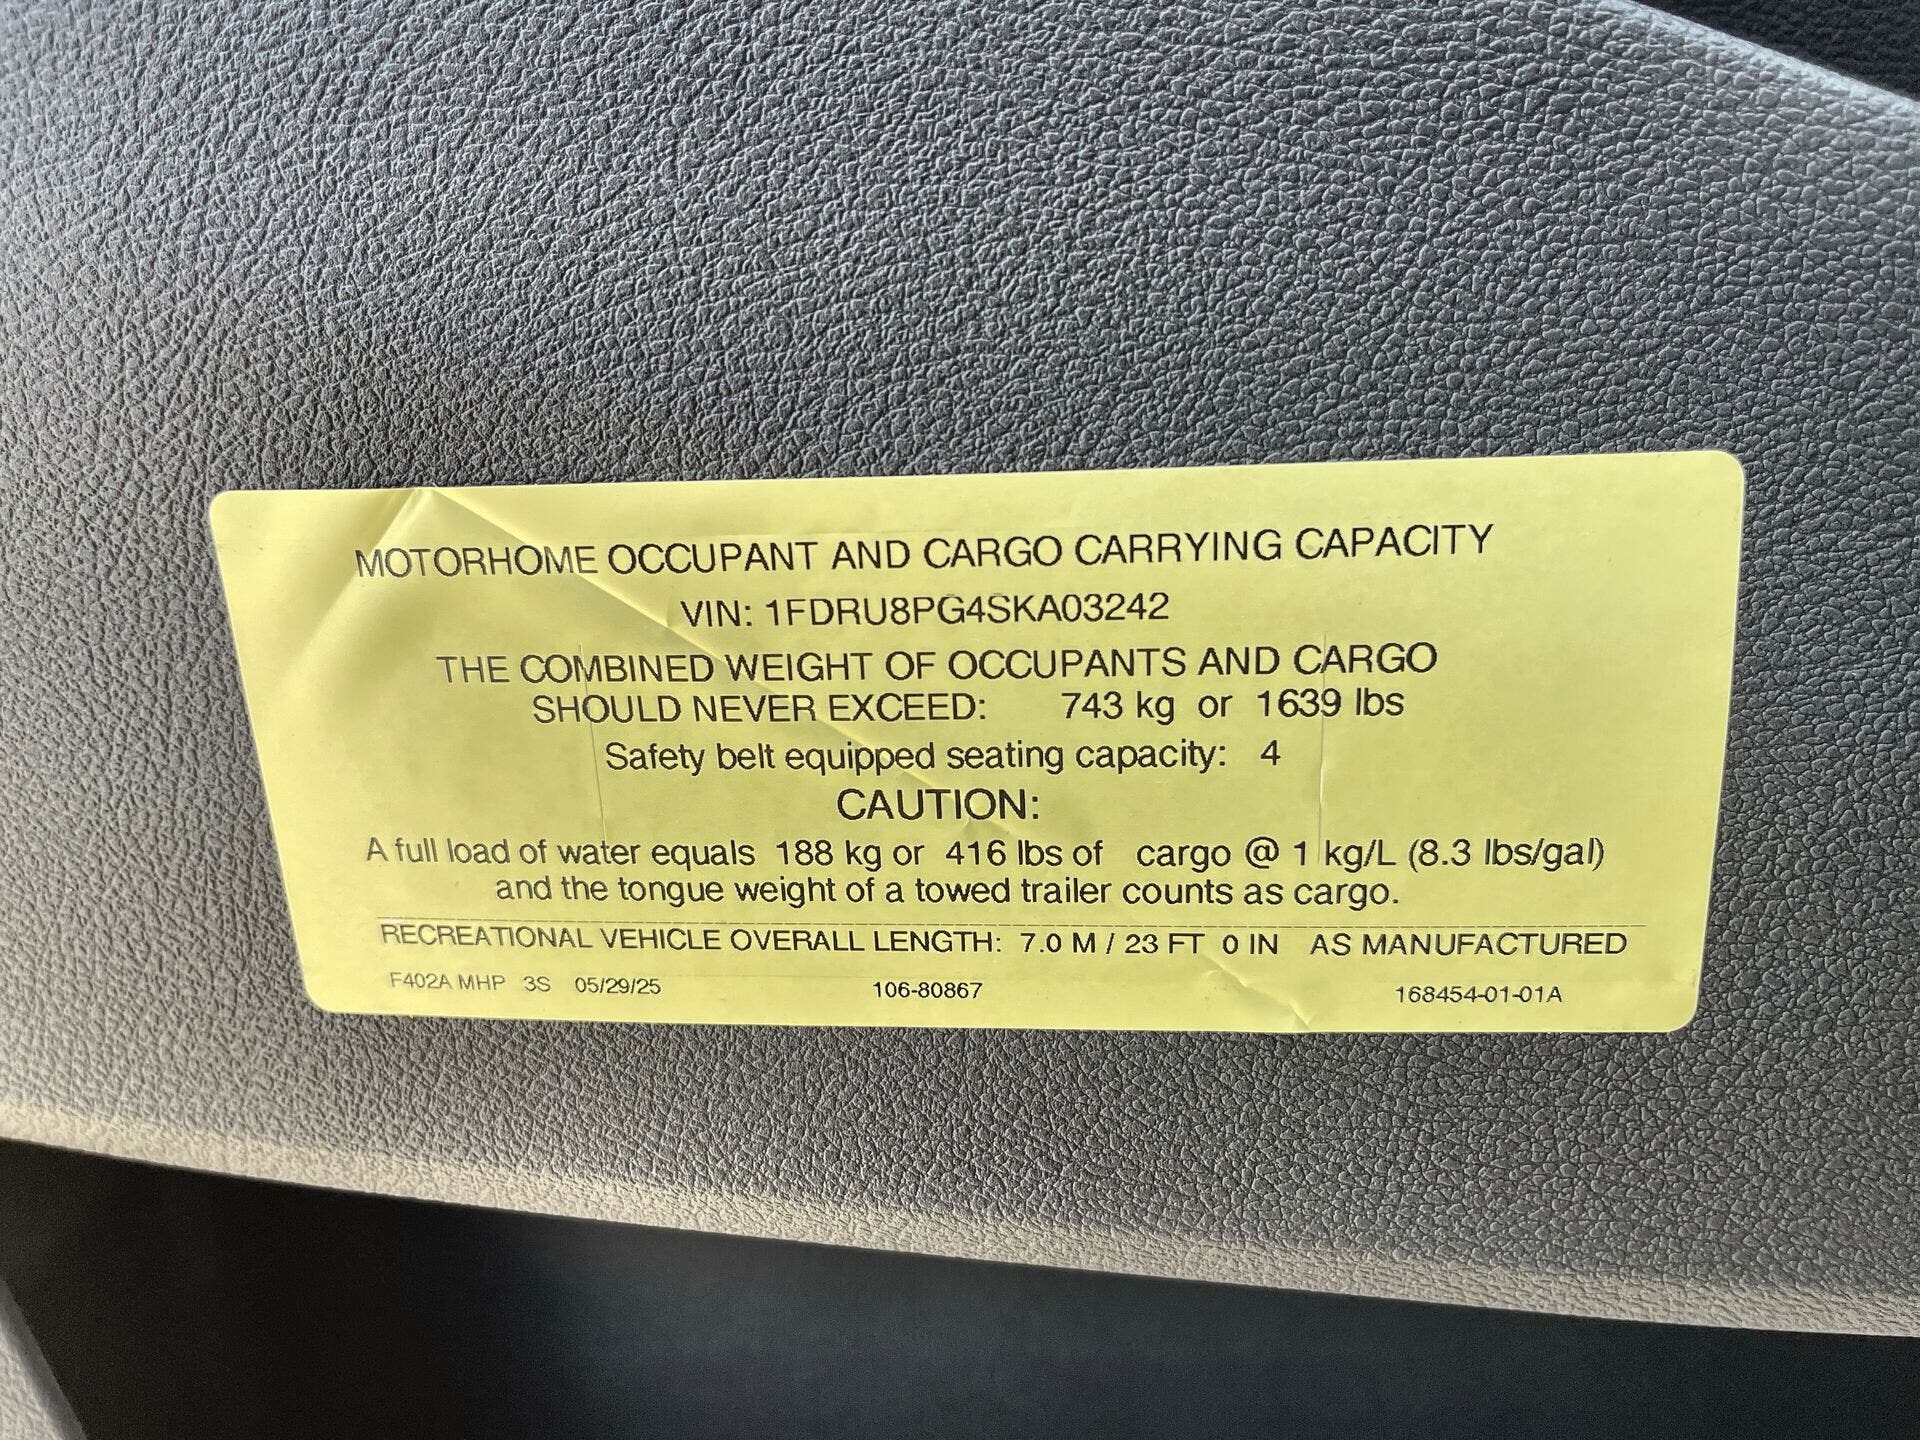 MOTORHOME OCCUPANT AND CARGO CARRYING CAPACITY
VIN: 1FDRU8PG4SKA03242
THE COMBINED WEIGHT OF OCCUPANTS AND CARGO
SHOULD NEVER EXCEED: 743 kg or 1639 lbs
Safety belt equipped seating capacity: 4
CAUTION:
A full load of water equals 188 kg or 416 lbs of cargo @ 1 kg/L (8.3 lbs/gal)
and the tongue weight of a towed trailer counts as cargo.
RECREATIONAL VEHICLE OVERALL LENGTH: 7.0 M / 23 FT 0 IN AS MANUFACTURED
F402A MHP 3S 05/29/25 106-80867 168454-01-01A